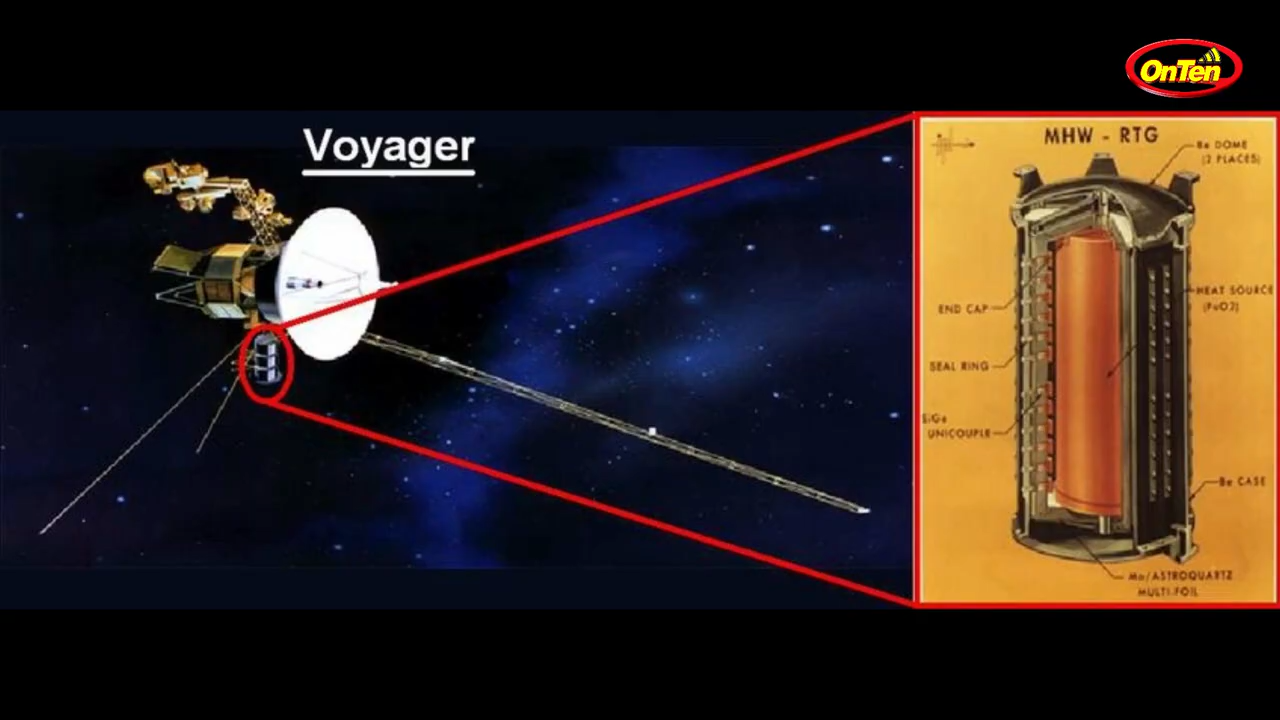 OnTen
Voyager
MHW - RTG
Be DOME
(2 PLACES)
HEAT SOURCE
(PuO2)
END CAP
SEAL RING
SiGe
UNICOUPLE
Be CASE
Mo/ASTROQUARTZ
MULTI-FOIL